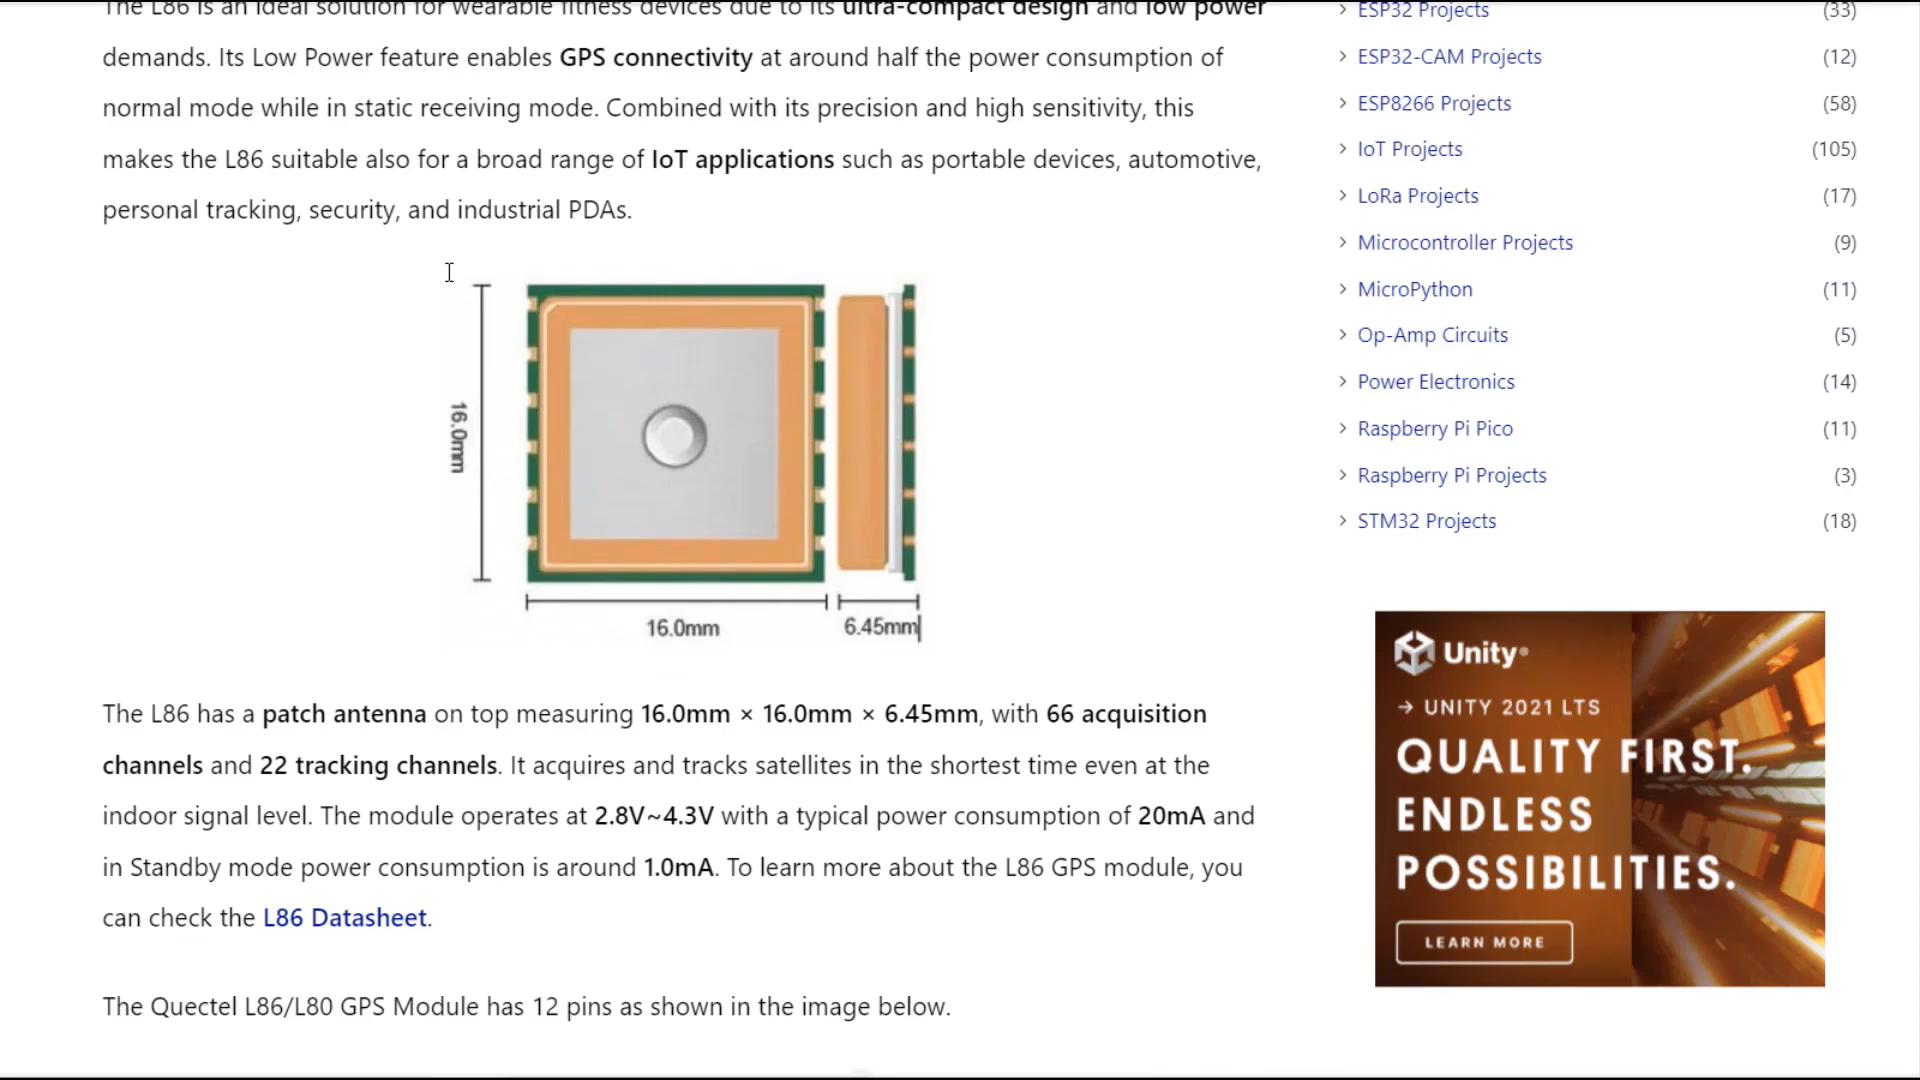 The L86 is an ideal solution for wearable fitness devices due to its ultra-compact design and low power
demands. Its Low Power feature enables GPS connectivity at around half the power consumption of
normal mode while in static receiving mode. Combined with its precision and high sensitivity, this
makes the L86 suitable also for a broad range of IoT applications such as portable devices, automotive,
personal tracking, security, and industrial PDAs.
16.0mm
16.0mm
6.45mm
The L86 has a patch antenna on top measuring 16.0mm × 16.0mm × 6.45mm, with 66 acquisition
channels and 22 tracking channels. It acquires and tracks satellites in the shortest time even at the
indoor signal level. The module operates at 2.8V~4.3V with a typical power consumption of 20mA and
in Standby mode power consumption is around 1.0mA. To learn more about the L86 GPS module, you
can check the L86 Datasheet.
The Quectel L86/L80 GPS Module has 12 pins as shown in the image below.
> ESP32 Projects (33)
> ESP32-CAM Projects (12)
> ESP8266 Projects (58)
> IoT Projects (105)
> LoRa Projects (17)
> Microcontroller Projects (9)
> MicroPython (11)
> Op-Amp Circuits (5)
> Power Electronics (14)
> Raspberry Pi Pico (11)
> Raspberry Pi Projects (3)
> STM32 Projects (18)
Unity®
→ UNITY 2021 LTS
QUALITY FIRST.
ENDLESS
POSSIBILITIES.
LEARN MORE